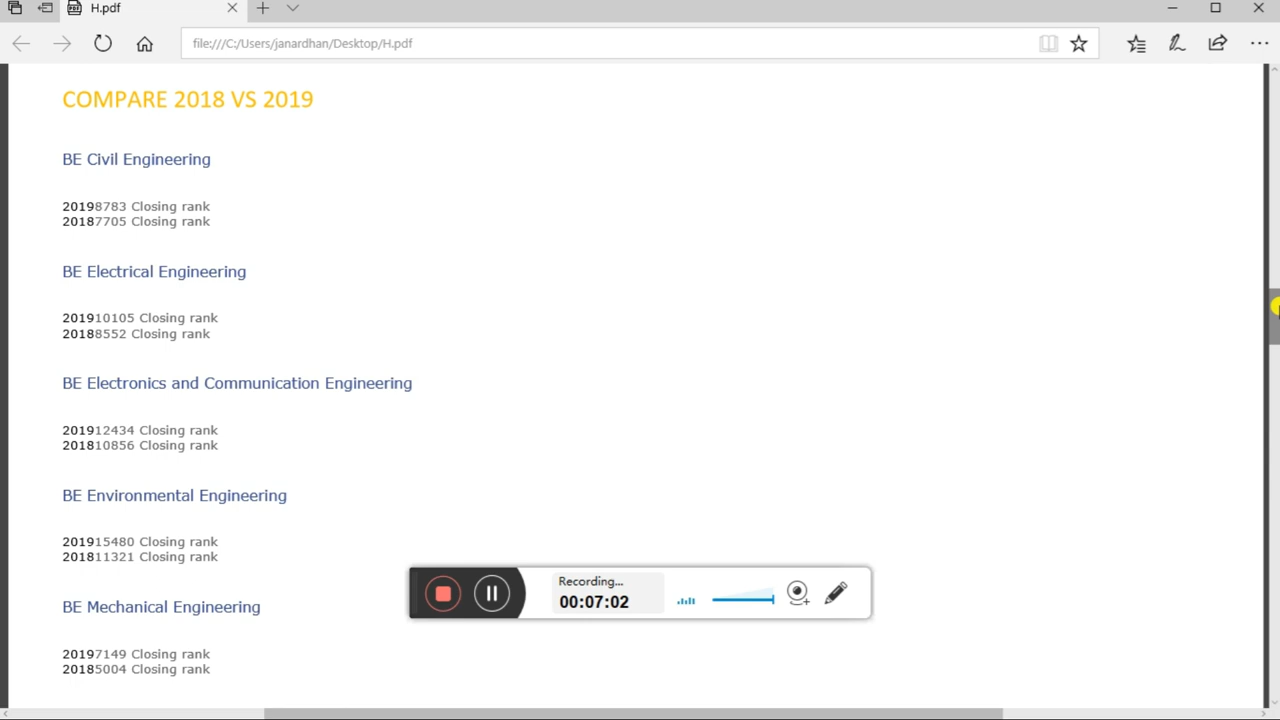 H.pdf
file:///C:/Users/janardhan/Desktop/H.pdf
COMPARE 2018 VS 2019
BE Civil Engineering
20198783 Closing rank
20187705 Closing rank
BE Electrical Engineering
201910105 Closing rank
20188552 Closing rank
BE Electronics and Communication Engineering
201912434 Closing rank
201810856 Closing rank
BE Environmental Engineering
201915480 Closing rank
201811321 Closing rank
BE Mechanical Engineering
20197149 Closing rank
20185004 Closing rank
Recording...
00:07:02